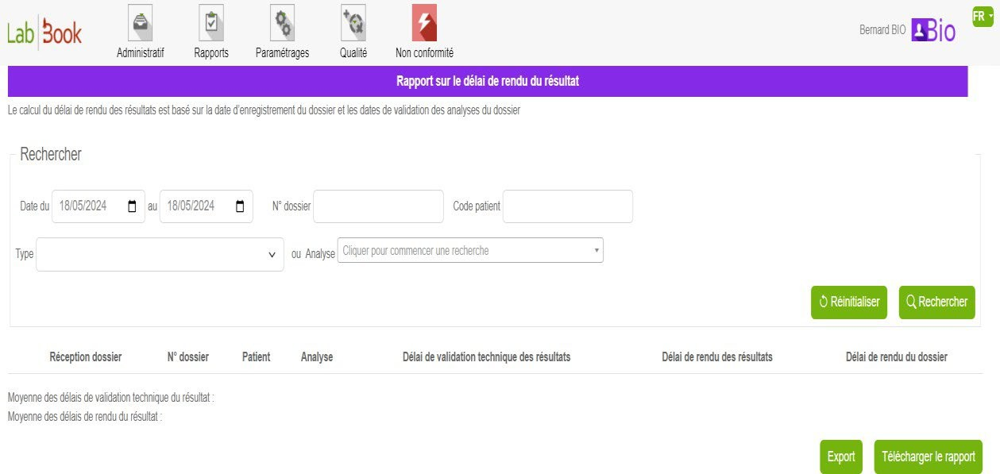 Lab Book
Administratif Rapports Paramétrages Qualité Non conformité
Bernard BIO Bio
FR
Rapport sur le délai de rendu du résultat
Le calcul du délai de rendu des résultats est basé sur la date d'enregistrement du dossier et les dates de validation des analyses du dossier
Rechercher
Date du 18/05/2024 au 18/05/2024 N° dossier Code patient
Type ou Analyse Cliquer pour commencer une recherche
Réinitialiser Rechercher
Réception dossier N° dossier Patient Analyse Délai de validation technique des résultats Délai de rendu des résultats Délai de rendu du dossier
Moyenne des délais de validation technique du résultat :
Moyenne des délais de rendu du résultat :
Export Télécharger le rapport